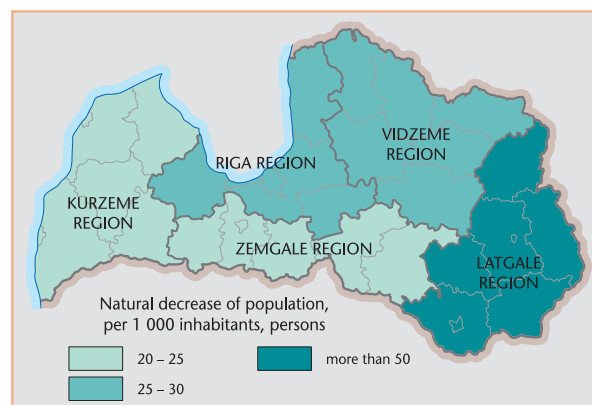 RIGA REGION
VIDZEME
REGION
KURZEME
REGION
ZEMGALE REGION
LATGALE
REGION
Natural decrease of population,
per 1 000 inhabitants, persons
20 – 25
more than 50
25 – 30